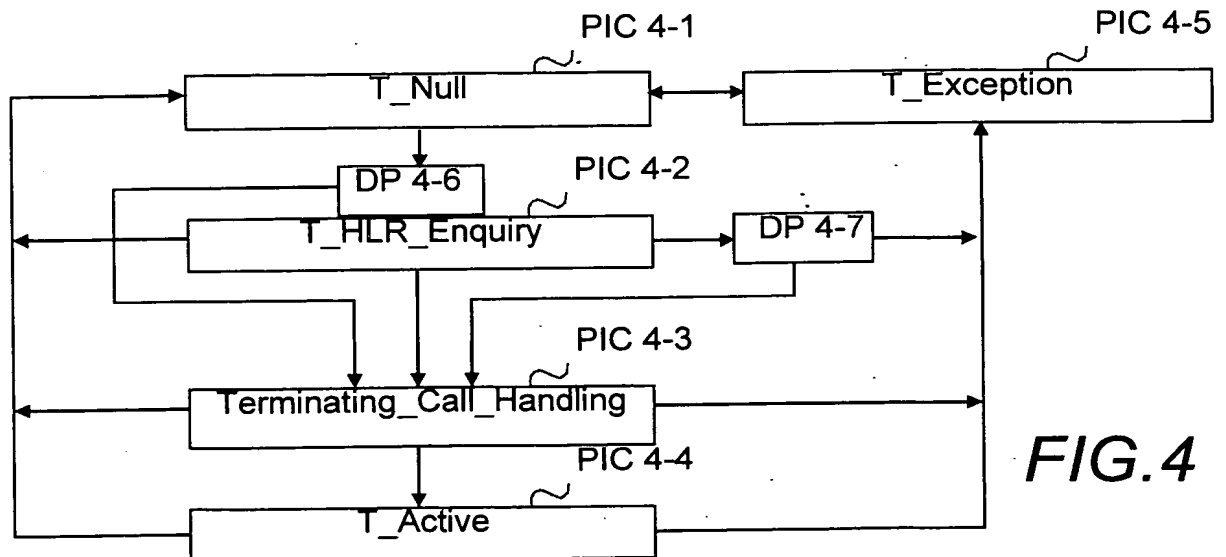 PIC 4-1
PIC 4-5
T_Null
T_Exception
DP 4-6
PIC 4-2
T_HLR_Enquiry
DP 4-7
PIC 4-3
Terminating_Call_Handling
PIC 4-4
FIG.4
T_Active